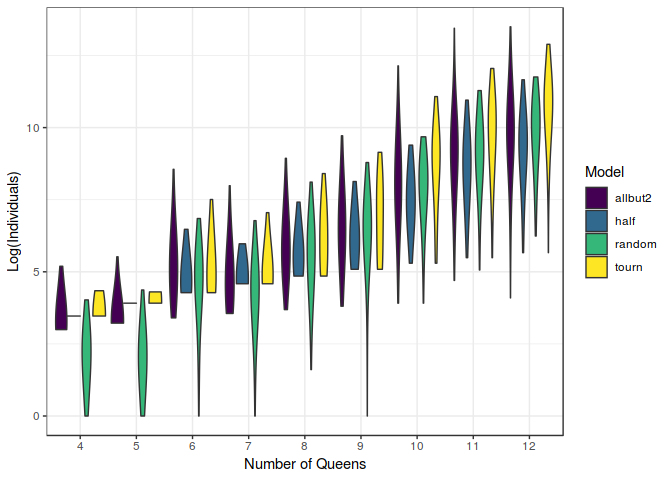 Log(Individuals)
10
5
0
4 5 6 7 8 9 10 11 12
Number of Queens
Model
allbut2
half
random
tourn